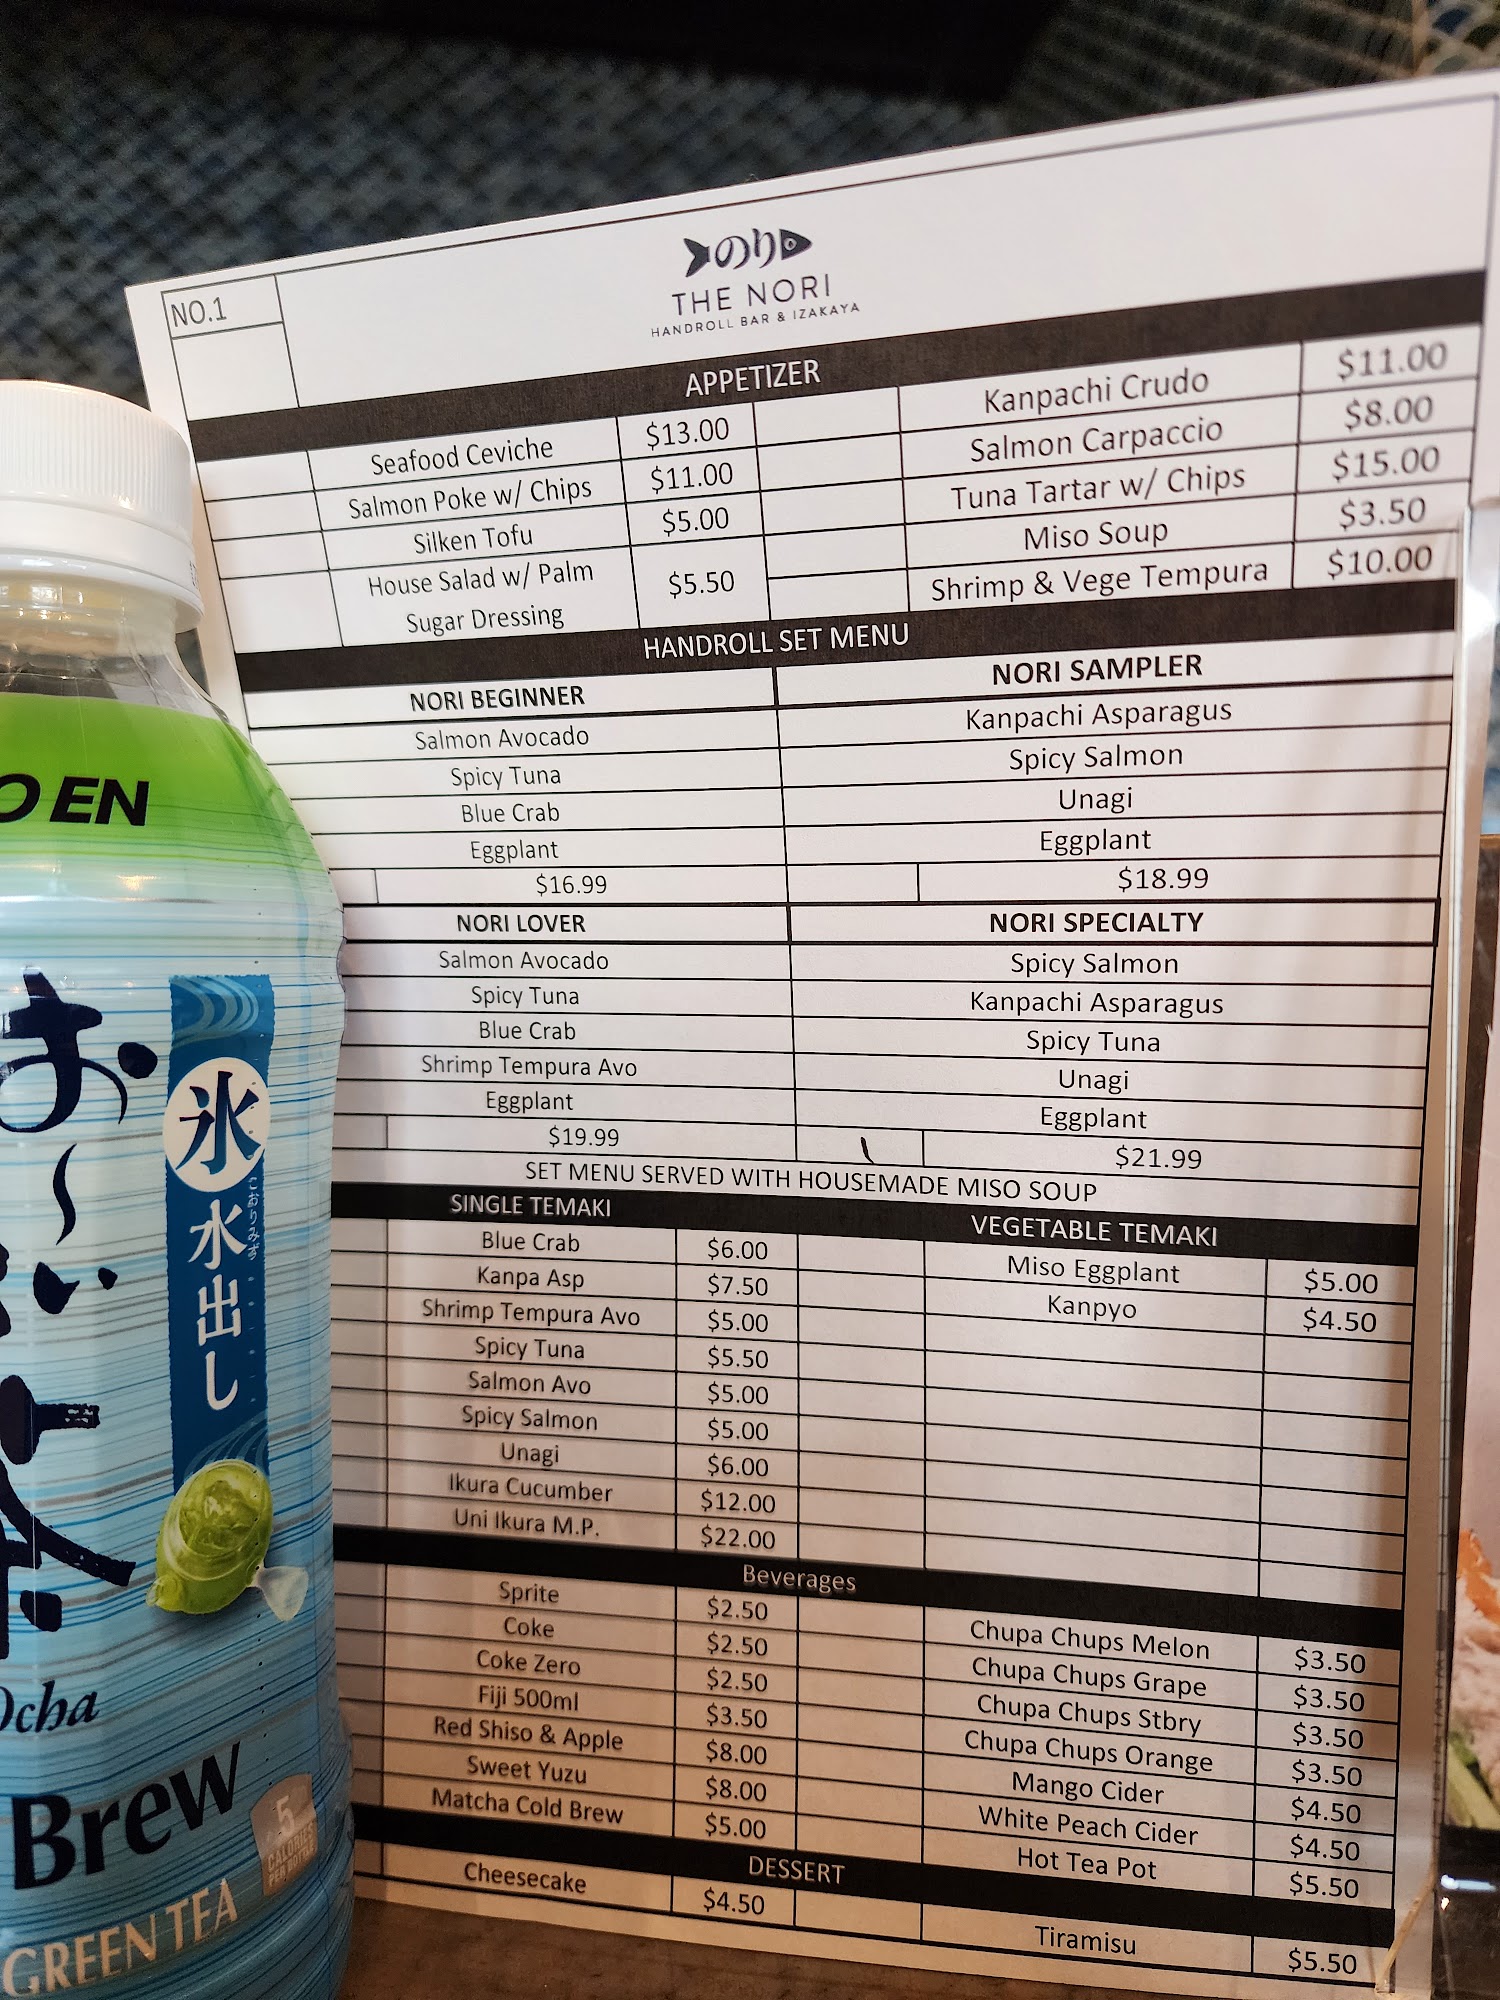 のり
THE NORI
HANDROLL BAR & IZAKAYA
NO.1
APPETIZER
Seafood Ceviche $13.00 Kanpachi Crudo $11.00
Salmon Poke w/ Chips $11.00 Salmon Carpaccio $8.00
Silken Tofu $5.00 Tuna Tartar w/ Chips $15.00
House Salad w/ Palm $5.50 Miso Soup $3.50
Sugar Dressing Shrimp & Vege Tempura $10.00
HANDROLL SET MENU
NORI BEGINNER NORI SAMPLER
Salmon Avocado Kanpachi Asparagus
Spicy Tuna Spicy Salmon
Blue Crab Unagi
Eggplant Eggplant
$16.99 $18.99
NORI LOVER NORI SPECIALTY
Salmon Avocado Spicy Salmon
Spicy Tuna Kanpachi Asparagus
Blue Crab Spicy Tuna
Shrimp Tempura Avo Unagi
Eggplant Eggplant
$19.99 $21.99
SET MENU SERVED WITH HOUSEMADE MISO SOUP
SINGLE TEMAKI VEGETABLE TEMAKI
Blue Crab $6.00 Miso Eggplant $5.00
Kanpa Asp $7.50 Kanpyo $4.50
Shrimp Tempura Avo $5.00
Spicy Tuna $5.50
Salmon Avo $5.00
Spicy Salmon $5.00
Unagi $6.00
Ikura Cucumber $12.00
Uni Ikura M.P. $22.00
Beverages
Sprite $2.50 Chupa Chups Melon $3.50
Coke $2.50 Chupa Chups Grape $3.50
Coke Zero $2.50 Chupa Chups Stbry $3.50
Fiji 500ml $3.50 Chupa Chups Orange $3.50
Red Shiso & Apple $8.00 Mango Cider $4.50
Sweet Yuzu $8.00 White Peach Cider $4.50
Matcha Cold Brew $5.00 Hot Tea Pot $5.50
DESSERT
Cheesecake $4.50 Tiramisu $5.50
O EN
お～い
氷水出し
Ocha
Brew
GREEN TEA
5
CALORIES
PER BOTTLE